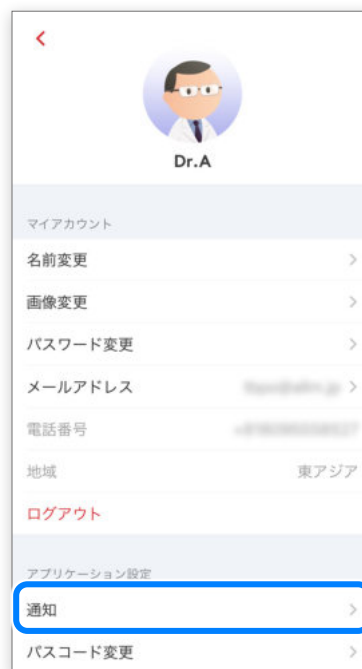 Dr.A
マイアカウント
名前変更
画像変更
パスワード変更
メールアドレス
電話番号
地域 東アジア
ログアウト
アプリケーション設定
通知
パスコード変更